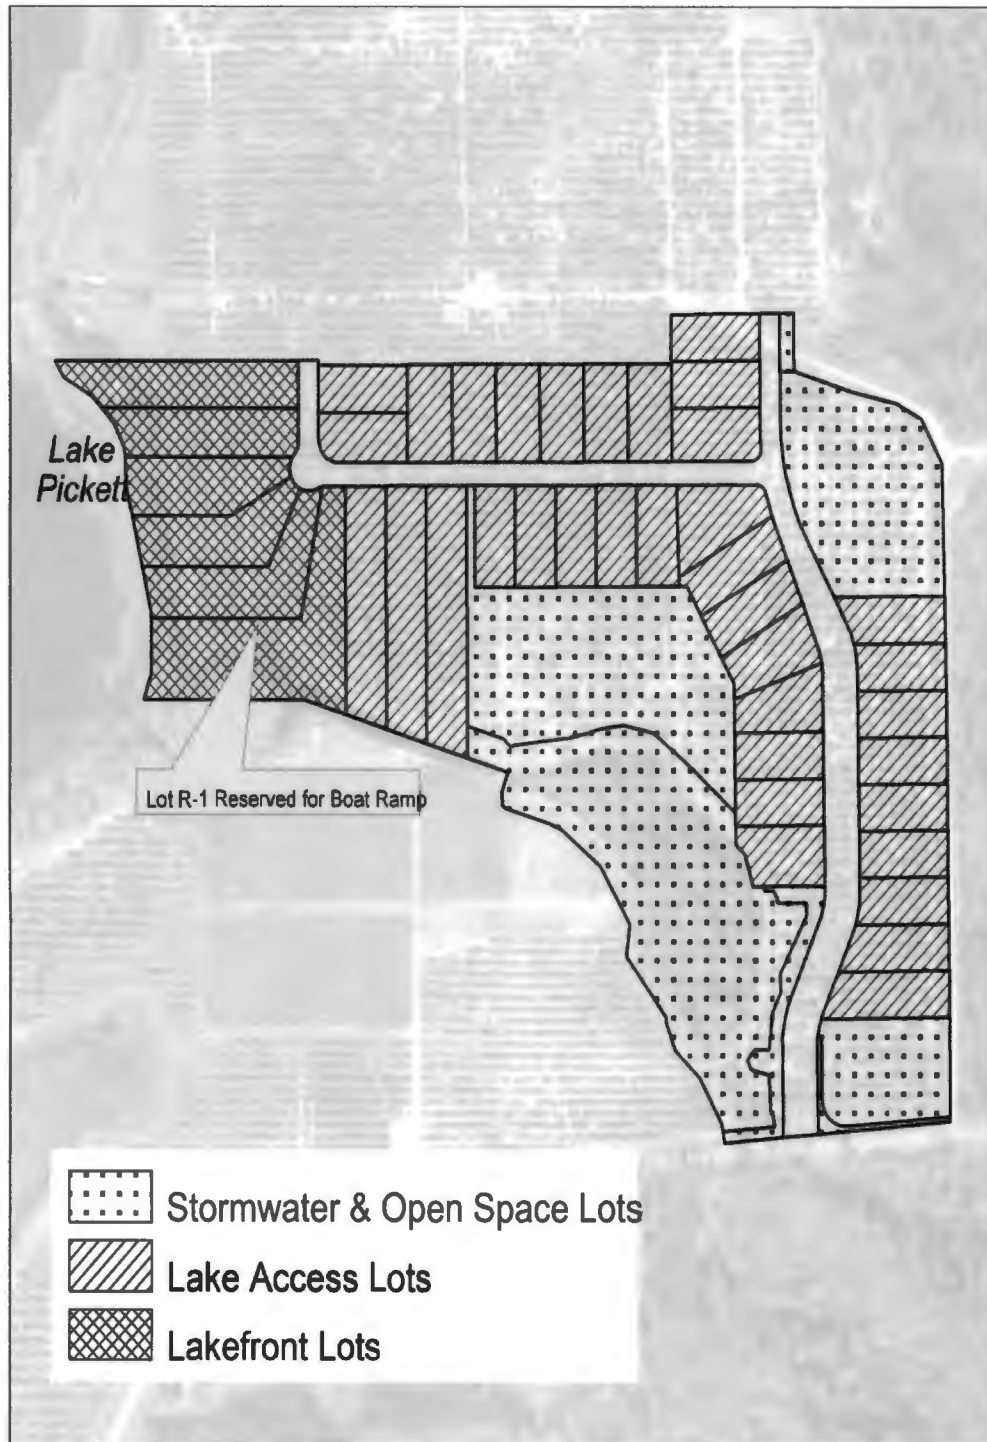 Lake
Pickett
Lot R-1 Reserved for Boat Ramp
Stormwater & Open Space Lots
Lake Access Lots
Lakefront Lots